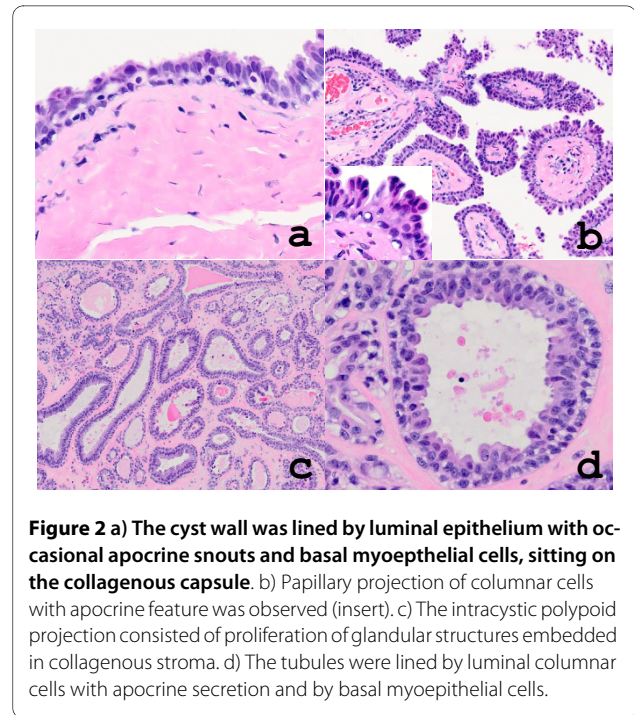 a
b
c
d
Figure 2 a) The cyst wall was lined by luminal epithelium with oc-
casional apocrine snouts and basal myoepthelial cells, sitting on
the collagenous capsule. b) Papillary projection of columnar cells
with apocrine feature was observed (insert). c) The intracystic polypoid
projection consisted of proliferation of glandular structures embedded
in collagenous stroma. d) The tubules were lined by luminal columnar
cells with apocrine secretion and by basal myoepithelial cells.